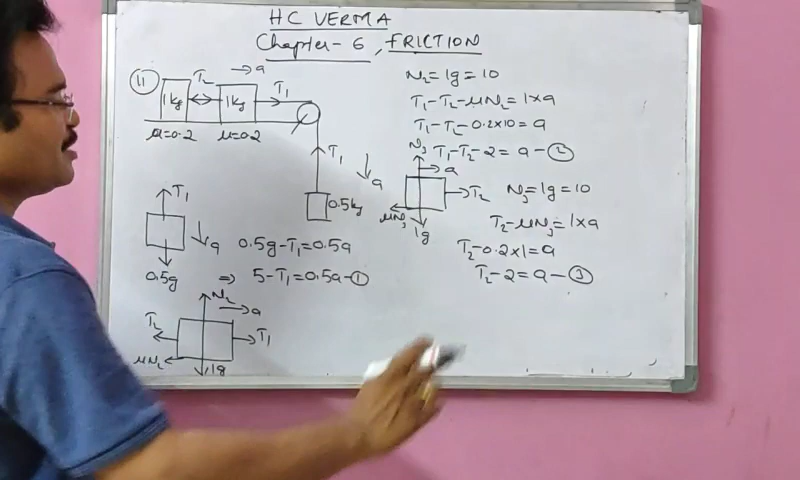 HC VERMA
Chapter-6, FRICTION
11
T2 →a T1
1kg 1kg
μ=0.2 μ=0.2
T1
a
0.5kg
T1
a
0.5g
0.5g-T1=0.5a
⇒ 5-T1=0.5a-①
N2 a
T2 T1
μN2 1g
N2=1g=10
T1-T2-μN2=1×a
T1-T2-0.2×10=a
T1-T2-2=a-②
N3 a
T2
μN3 1g
N3=1g=10
T2-μN3=1×a
T2-0.2×1=a
T2-2=a-③